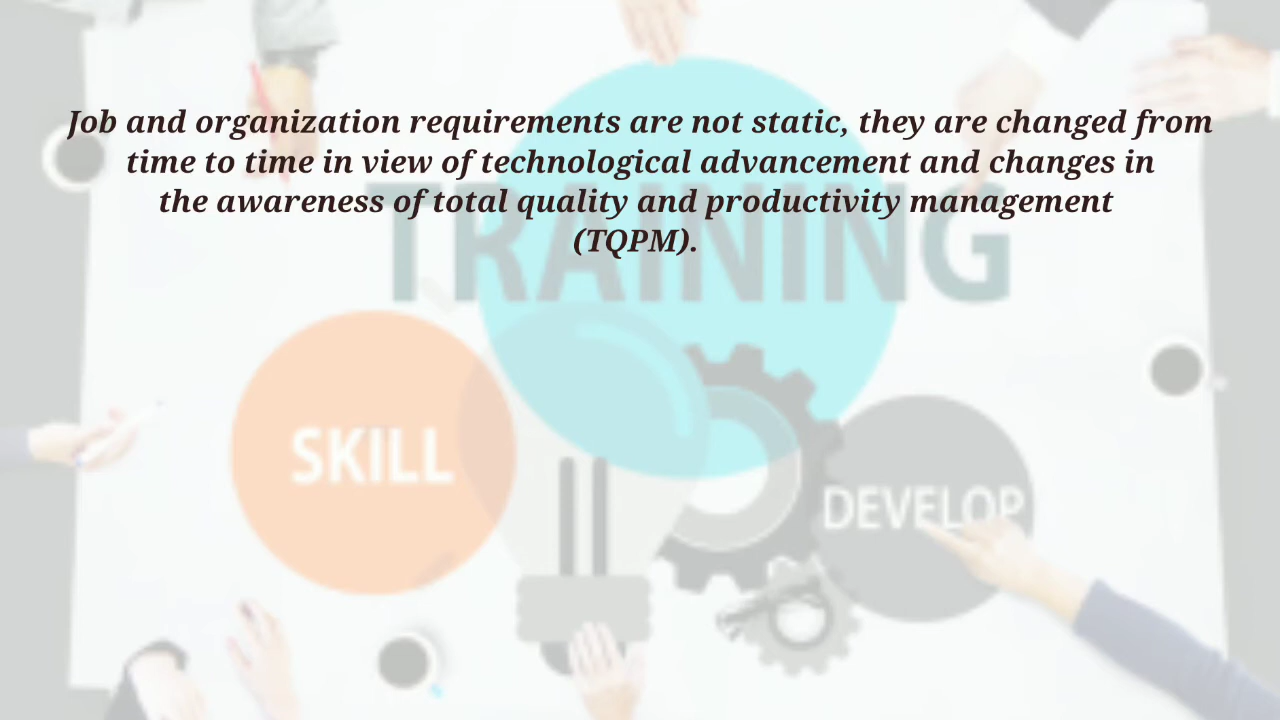 Job and organization requirements are not static, they are changed from
time to time in view of technological advancement and changes in
the awareness of total quality and productivity management
(TQPM).
TRAINING
SKILL
DEVELOP